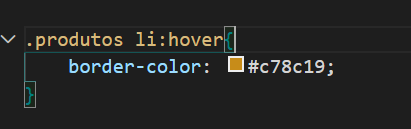 .produtos li:hover{
    border-color: #c78c19;
}